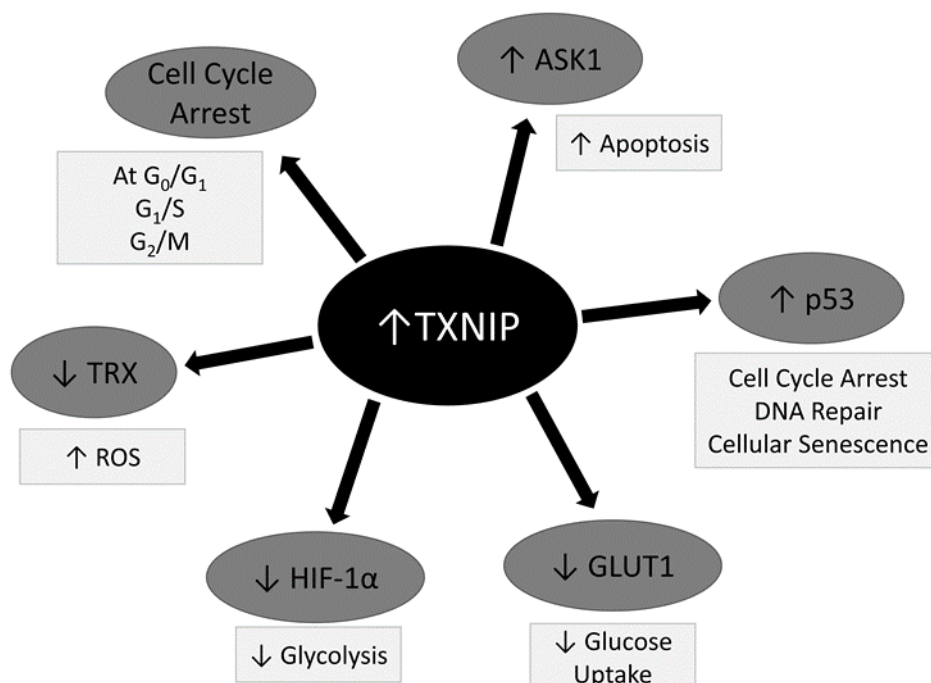 Cell Cycle
Arrest
At G₀/G₁
G₁/S
G₂/M
↑ ASK1
↑ Apoptosis
↑TXNIP
↑ p53
Cell Cycle Arrest
DNA Repair
Cellular Senescence
↓ TRX
↑ ROS
↓ HIF-1α
↓ Glycolysis
↓ GLUT1
↓ Glucose
Uptake